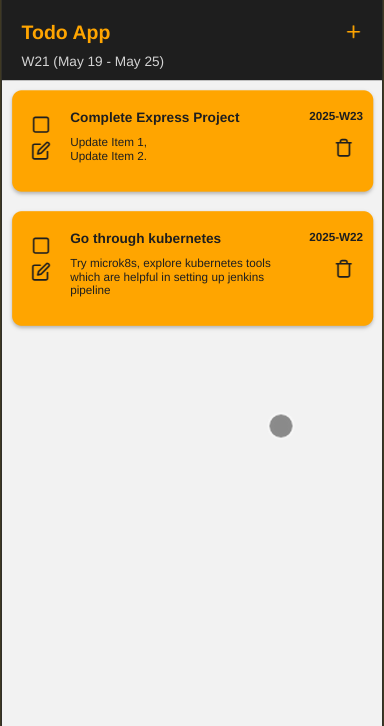 Todo App
+
W21 (May 19 - May 25)
Complete Express Project
2025-W23
Update Item 1,
Update Item 2.
Go through kubernetes
2025-W22
Try microk8s, explore kubernetes tools
which are helpful in setting up jenkins
pipeline